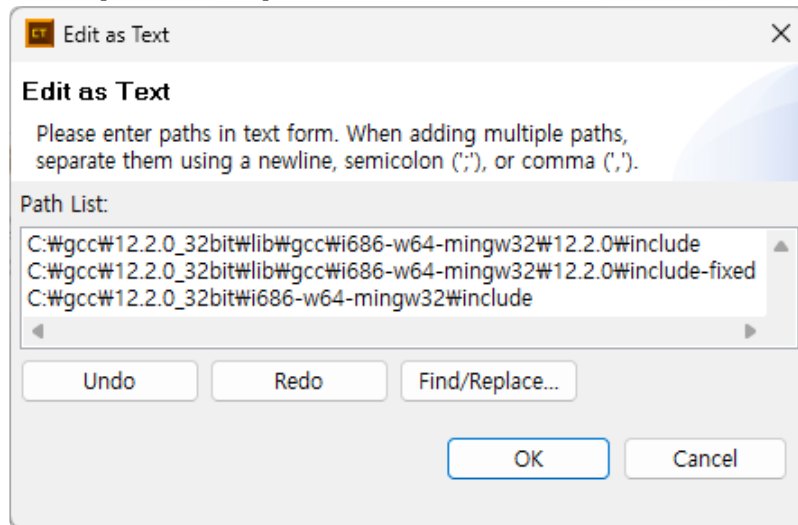 CT Edit as Text
Edit as Text
Please enter paths in text form. When adding multiple paths,
separate them using a newline, semicolon (';'), or comma (',').
Path List:
C:₩gcc₩12.2.0_32bit₩lib₩gcc₩i686-w64-mingw32₩12.2.0₩include
C:₩gcc₩12.2.0_32bit₩lib₩gcc₩i686-w64-mingw32₩12.2.0₩include-fixed
C:₩gcc₩12.2.0_32bit₩i686-w64-mingw32₩include
Undo Redo Find/Replace...
OK Cancel